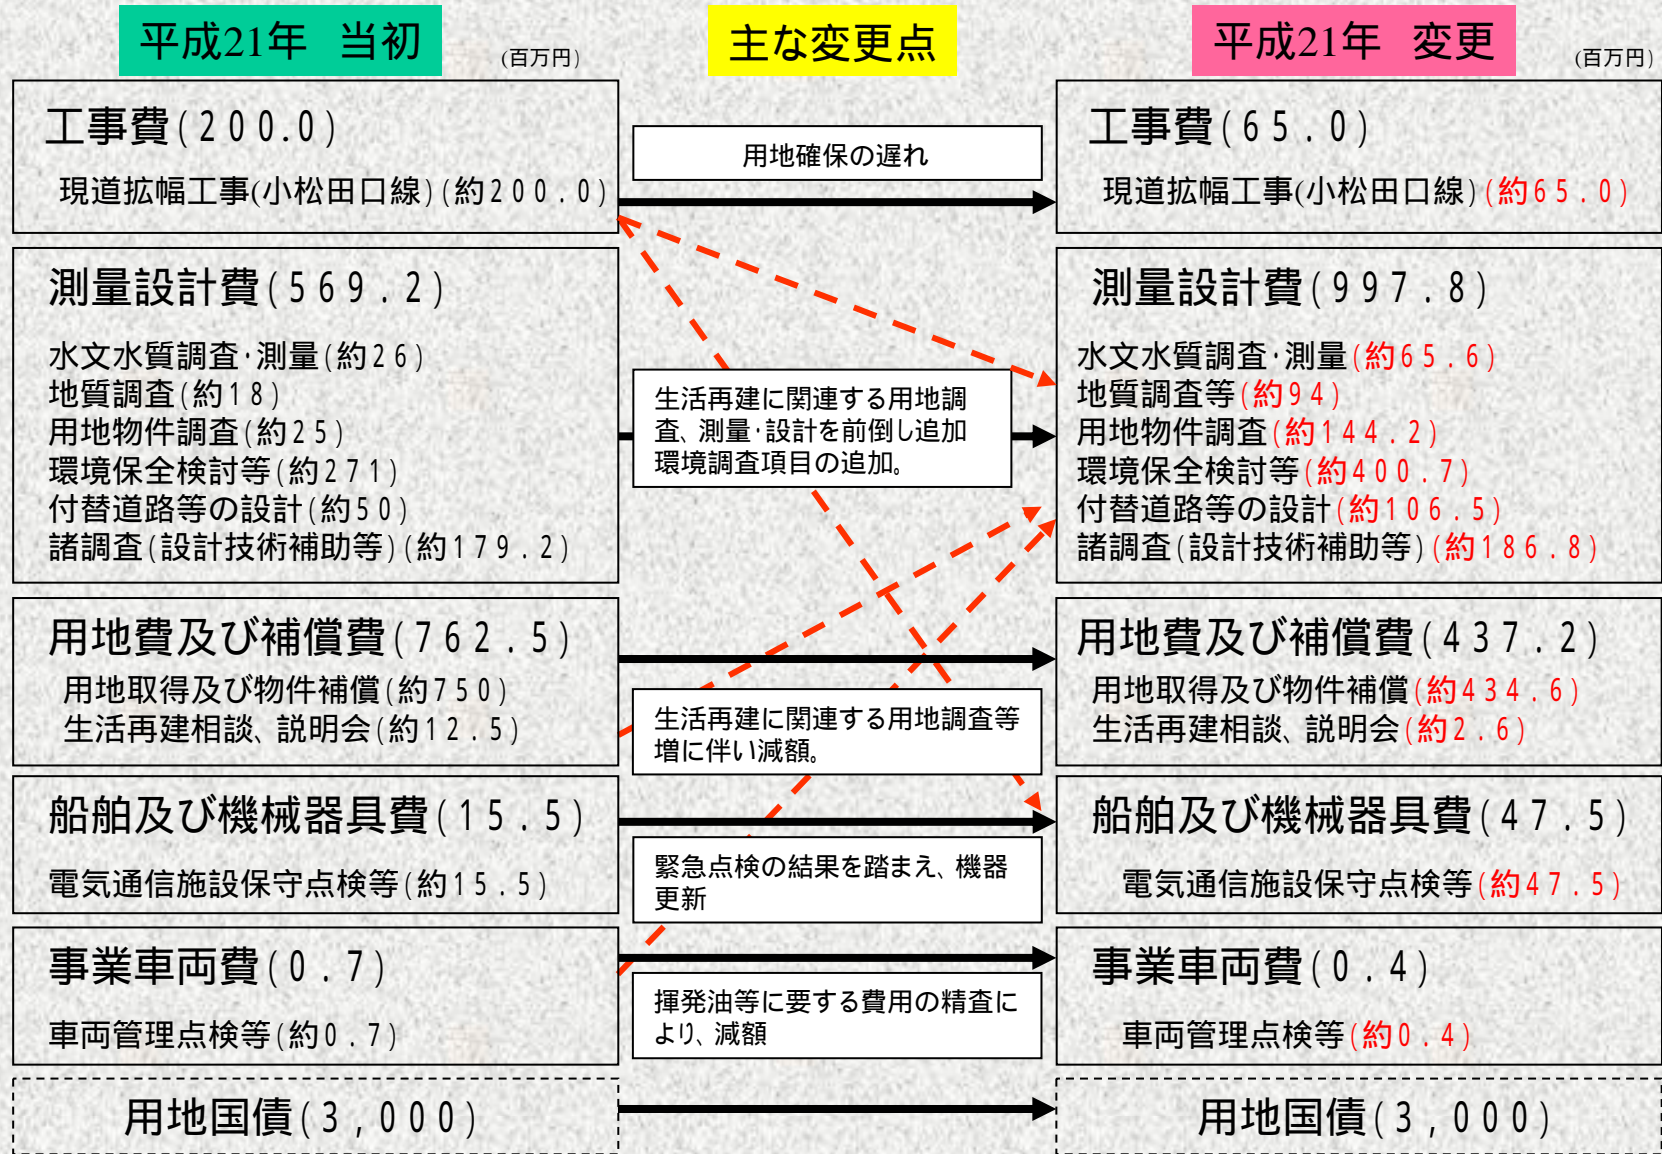 平成21年 当初
(百万円)
工事費(200.0)
現道拡幅工事(小松田口線)(約200.0)
測量設計費(569.2)
水文水質調査･測量(約26)
地質調査(約18)
用地物件調査(約25)
環境保全検討等(約271)
付替道路等の設計(約50)
諸調査(設計技術補助等)(約179.2)
用地費及び補償費(762.5)
用地取得及び物件補償(約750)
生活再建相談、説明会(約12.5)
船舶及び機械器具費(15.5)
電気通信施設保守点検等(約15.5)
事業車両費(0.7)
車両管理点検等(約0.7)
用地国債(3,000)
主な変更点
用地確保の遅れ
生活再建に関連する用地調
査、測量･設計を前倒し追加
環境調査項目の追加。
生活再建に関連する用地調査等
増に伴い減額。
緊急点検の結果を踏まえ、機器
更新
揮発油等に要する費用の精査に
より、減額
平成21年 変更
(百万円)
工事費(65.0)
現道拡幅工事(小松田口線)(約65.0)
測量設計費(997.8)
水文水質調査･測量(約65.6)
地質調査等(約94)
用地物件調査(約144.2)
環境保全検討等(約400.7)
付替道路等の設計(約106.5)
諸調査(設計技術補助等)(約186.8)
用地費及び補償費(437.2)
用地取得及び物件補償(約434.6)
生活再建相談、説明会(約2.6)
船舶及び機械器具費(47.5)
電気通信施設保守点検等(約47.5)
事業車両費(0.4)
車両管理点検等(約0.4)
用地国債(3,000)